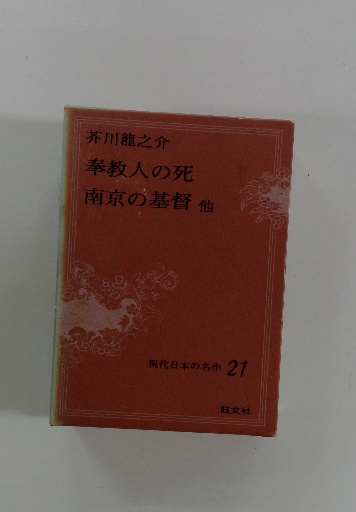 芥川龍之介
奉教人の死
南京の基督 他
現代日本の名作 21
旺文社